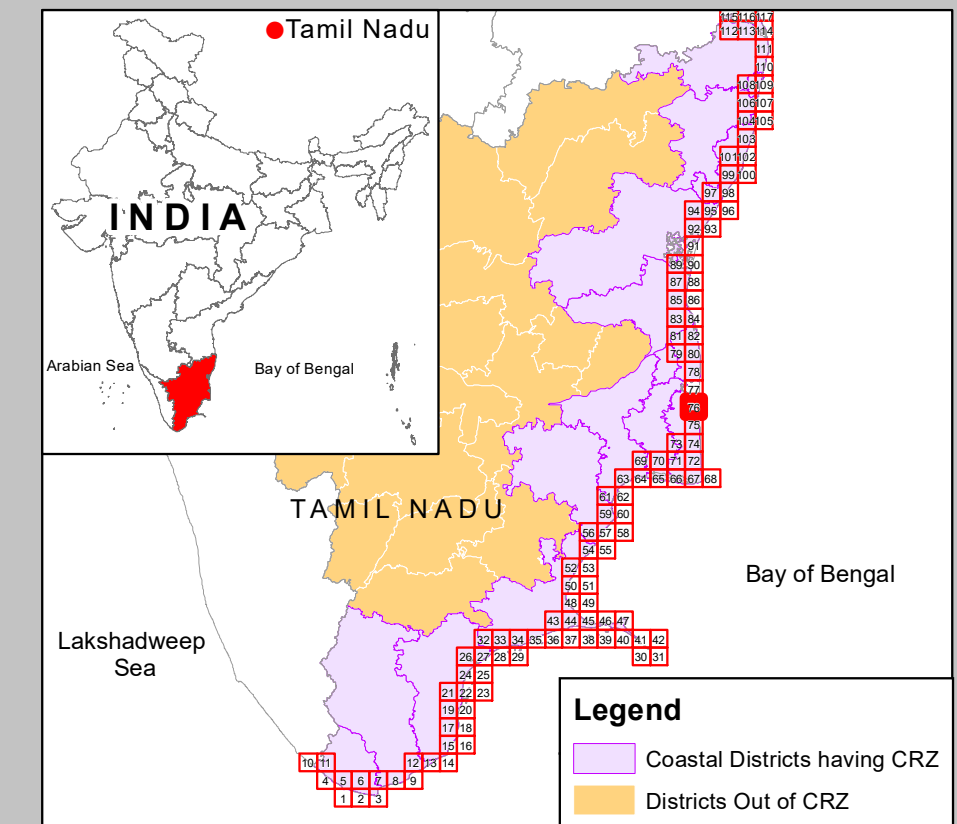 Tamil Nadu
INDIA
Arabian Sea
Bay of Bengal
115 116 117
112 113 114
111
110
108 109
106 107
104 105
103
101 102
99 100
97 98
94 95 96
92 93
91
89 90
87 88
85 86
83 84
81 82
79 80
78
77
76
75
73 74
69 70 71 72
63 64 65 66 67 68
61 62
59 60
56 57 58
54 55
52 53
50 51
48 49
43 44 45 46 47
32 33 34 35 36 37 38 39 40 41 42
26 27 28 29 30 31
24 25
21 22 23
19 20
17 18
15 16
10 11 12 13 14
4 5 6 7 8 9
1 2 3
TAMIL NADU
Bay of Bengal
Lakshadweep
Sea
Legend
Coastal Districts having CRZ
Districts Out of CRZ